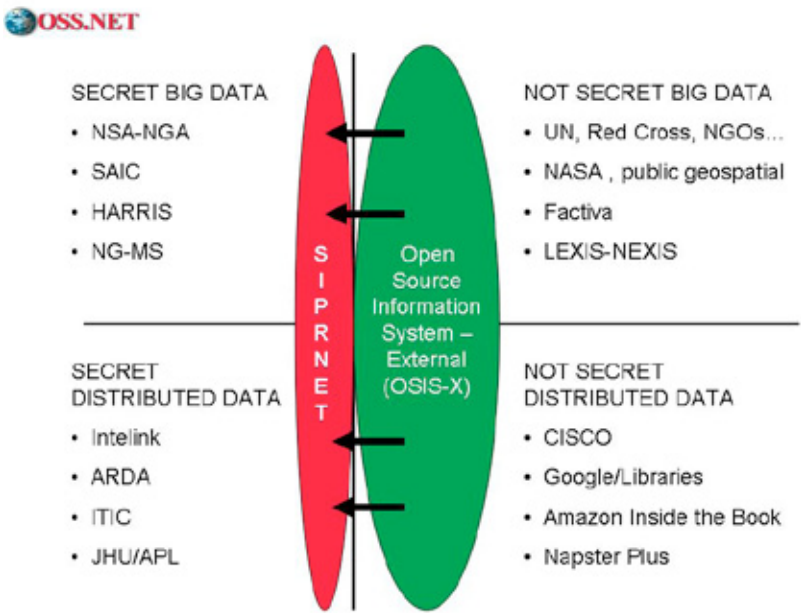 OSS.NET
SECRET BIG DATA
• NSA-NGA
• SAIC
• HARRIS
• NG-MS
SIPRNET
Open
Source
Information
System –
External
(OSIS-X)
NOT SECRET BIG DATA
• UN, Red Cross, NGOs...
• NASA , public geospatial
• Factiva
• LEXIS-NEXIS
SECRET
DISTRIBUTED DATA
• Intelink
• ARDA
• ITIC
• JHU/APL
NOT SECRET
DISTRIBUTED DATA
• CISCO
• Google/Libraries
• Amazon Inside the Book
• Napster Plus